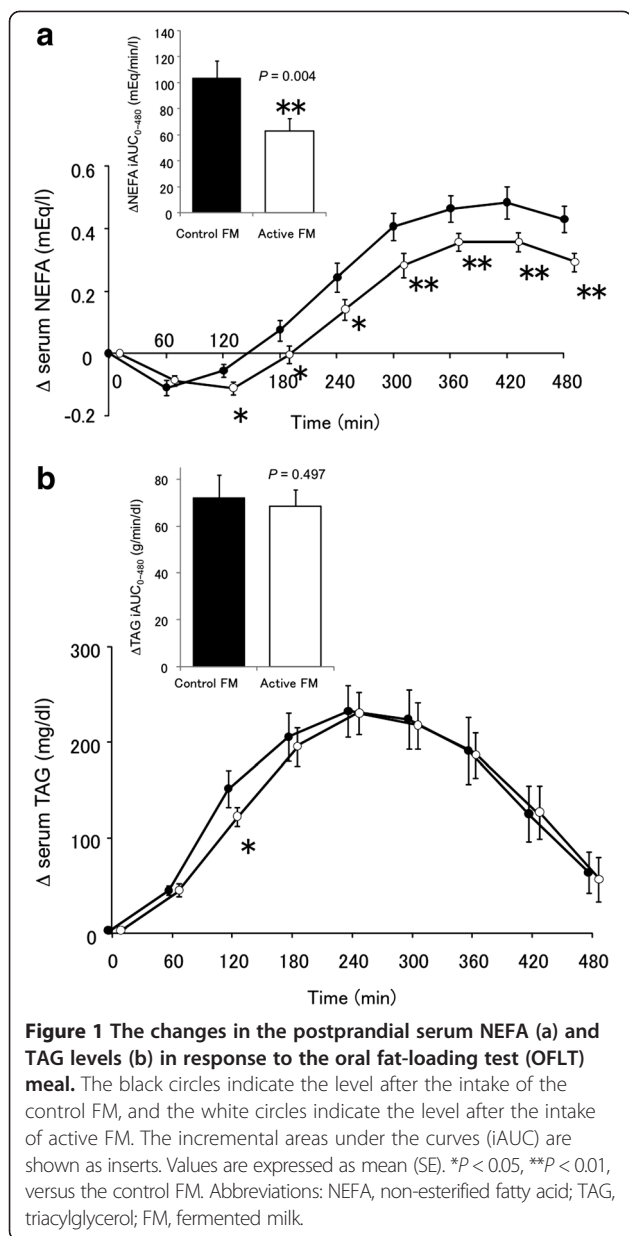 a
140
120
100
80
60
40
20
0
ΔNEFA iAUC0-480 (mEq/min/l)
P = 0.004
**
Control FM Active FM
0.6
0.4
0.2
0
-0.2
Δ serum NEFA (mEq/l)
0 60 120 180 240 300 360 420 480
* * * ** ** ** **
Time (min)
b
80
60
40
20
0
ΔTAG iAUC0-480 (g/min/dl)
P = 0.497
Control FM Active FM
300
200
100
0
Δ serum TAG (mg/dl)
*
0 60 120 180 240 300 360 420 480
Time (min)
Figure 1 The changes in the postprandial serum NEFA (a) and
TAG levels (b) in response to the oral fat-loading test (OFLT)
meal. The black circles indicate the level after the intake of the
control FM, and the white circles indicate the level after the intake
of active FM. The incremental areas under the curves (iAUC) are
shown as inserts. Values are expressed as mean (SE). *P < 0.05, **P < 0.01,
versus the control FM. Abbreviations: NEFA, non-esterified fatty acid; TAG,
triacylglycerol; FM, fermented milk.